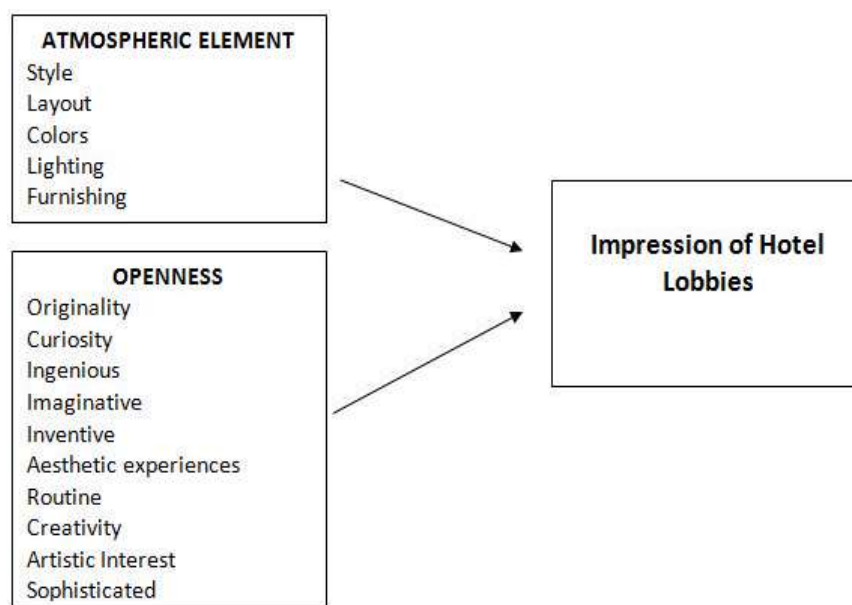 ATMOSPHERIC ELEMENT
Style
Layout
Colors
Lighting
Furnishing
OPENNESS
Originality
Curiosity
Ingenious
Imaginative
Inventive
Aesthetic experiences
Routine
Creativity
Artistic Interest
Sophisticated
Impression of Hotel
Lobbies